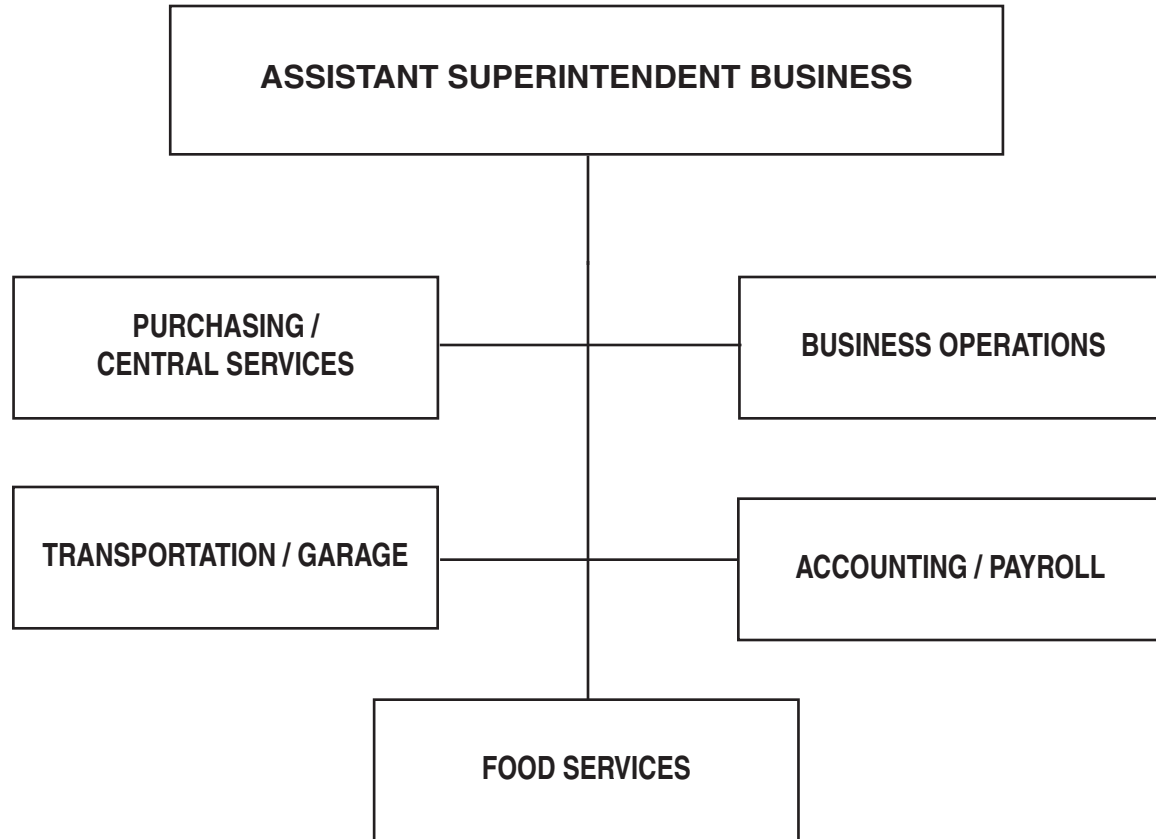 ASSISTANT SUPERINTENDENT BUSINESS
PURCHASING /
CENTRAL SERVICES
BUSINESS OPERATIONS
TRANSPORTATION / GARAGE
ACCOUNTING / PAYROLL
FOOD SERVICES